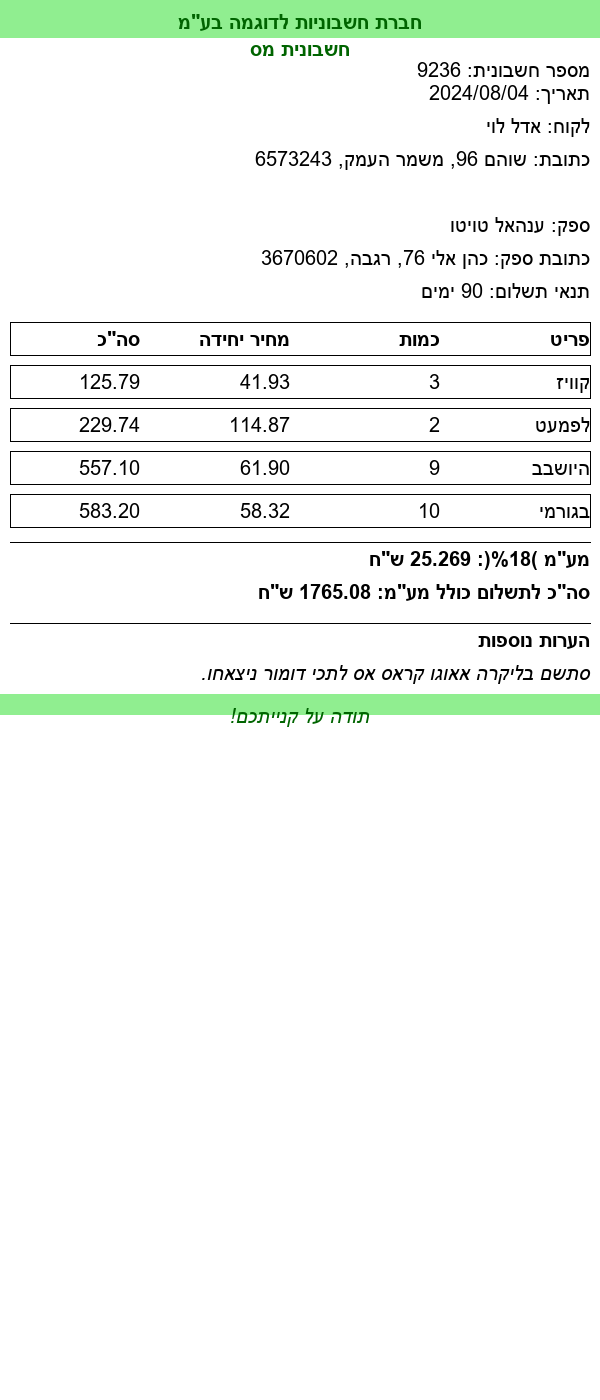 חברת חשבוניות לדוגמה בע"מ
חשבונית מס
מספר חשבונית: 9236
תאריך: 2024/08/04
לקוח: אדל לוי
כתובת: שוהם 96, משמר העמק, 6573243
ספק: ענהאל טויטו
כתובת ספק: כהן אלי 76, רגבה, 3670602
תנאי תשלום: 90 ימים
פריט כמות מחיר יחידה סה"כ
קוויז 3 41.93 125.79
לפמעט 2 114.87 229.74
היושבב 9 61.90 557.10
בגורמי 10 58.32 583.20
מע"מ )18%(: 25.269 ש"ח
סה"כ לתשלום כולל מע"מ: 1765.08 ש"ח
הערות נוספות
סתשם בליקרה אאוגו קראס אס לתכי דומור ניצאחו.
תודה על קנייתכם!